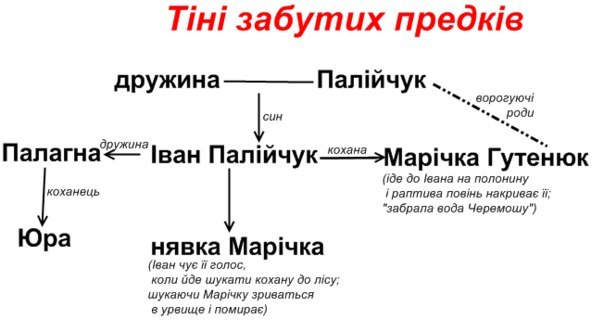 Тіні забутих предків
дружина
Палійчук
ворогуючі
роди
син
Палагна
дружина
Іван Палійчук
кохана
Марічка Гутенюк
(іде до Івана на полонину
і раптива повінь накриває її;
"забрала вода Черемошу")
коханець
Юра
нявка Марічка
(Іван чує її голос,
коли йде шукати кохану до лісу;
шукаючи Марічку зриваться
в урвище і помирає)